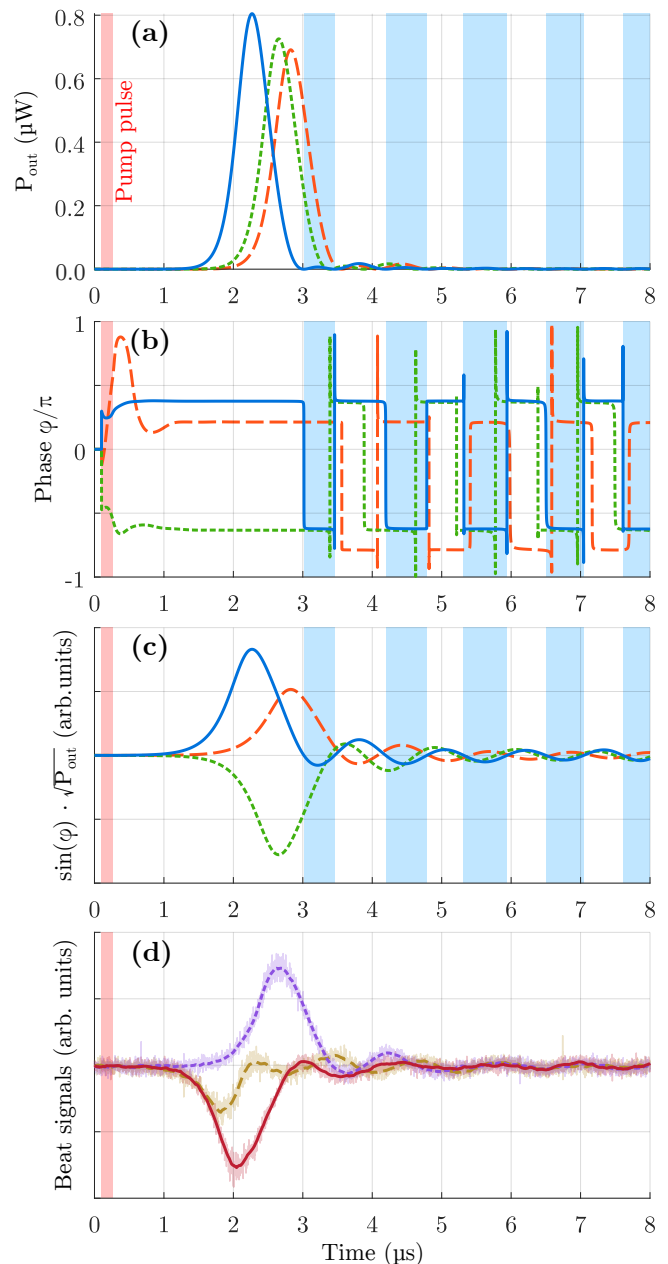 (a)
0.8
0.6
0.4
0.2
0.0
P_out (µW)
Pump pulse
0 1 2 3 4 5 6 7 8
(b)
1
0
-1
Phase φ/π
0 1 2 3 4 5 6 7 8
(c)
sin(φ) · √P_out (arb.units)
0 1 2 3 4 5 6 7 8
(d)
Beat signals (arb. units)
0 1 2 3 4 5 6 7 8
Time (µs)